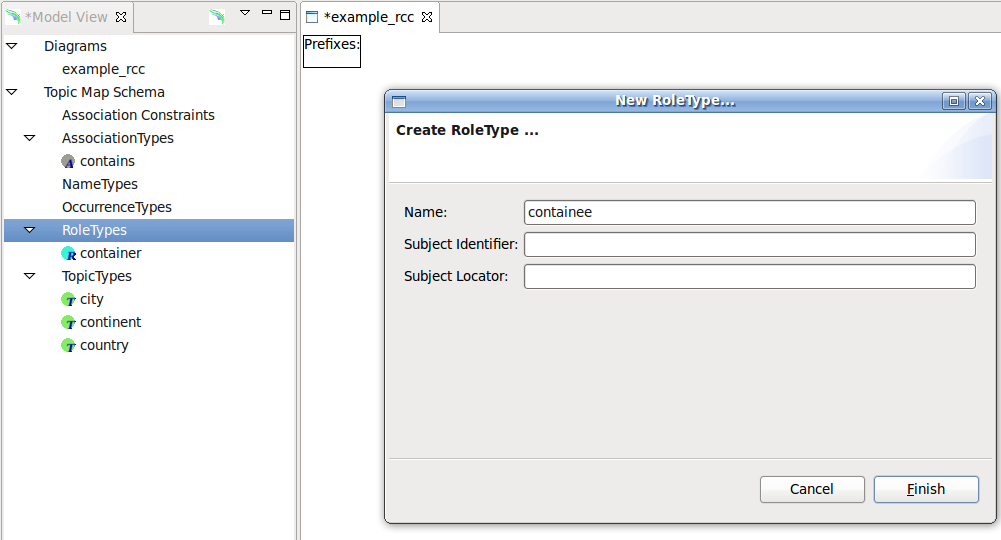 *Model View
Diagrams
example_rcc
Topic Map Schema
Association Constraints
AssociationTypes
A contains
NameTypes
OccurrenceTypes
RoleTypes
R container
TopicTypes
T city
T continent
T country
*example_rcc
Prefixes:
New RoleType...
Create RoleType ...
Name: containee
Subject Identifier:
Subject Locator:
Cancel Finish